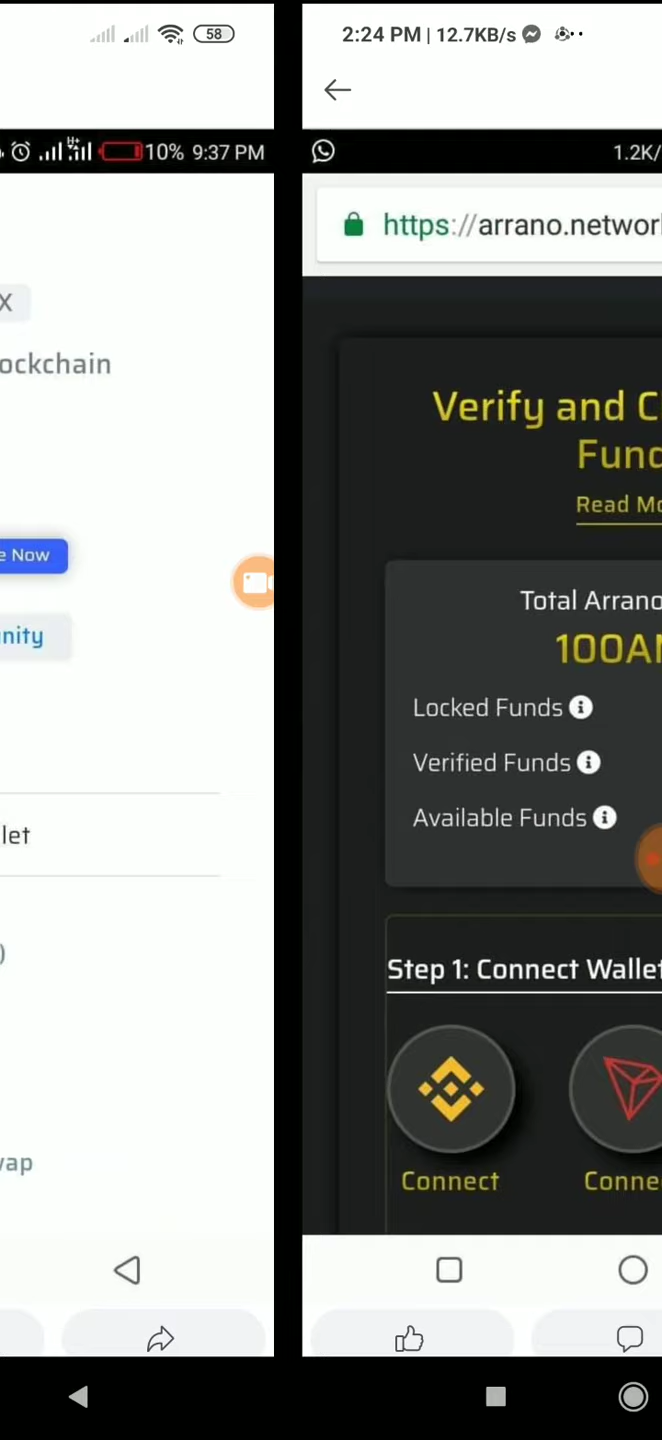 58
10% 9:37 PM
X
ockchain
e Now
nity
let
)
vap
2:24 PM | 12.7KB/s
1.2K/
https://arrano.networ
Verify and C
Func
Read Mo
Total Arrano
100A
Locked Funds
Verified Funds
Available Funds
Step 1: Connect Wallet
Connect
Conne